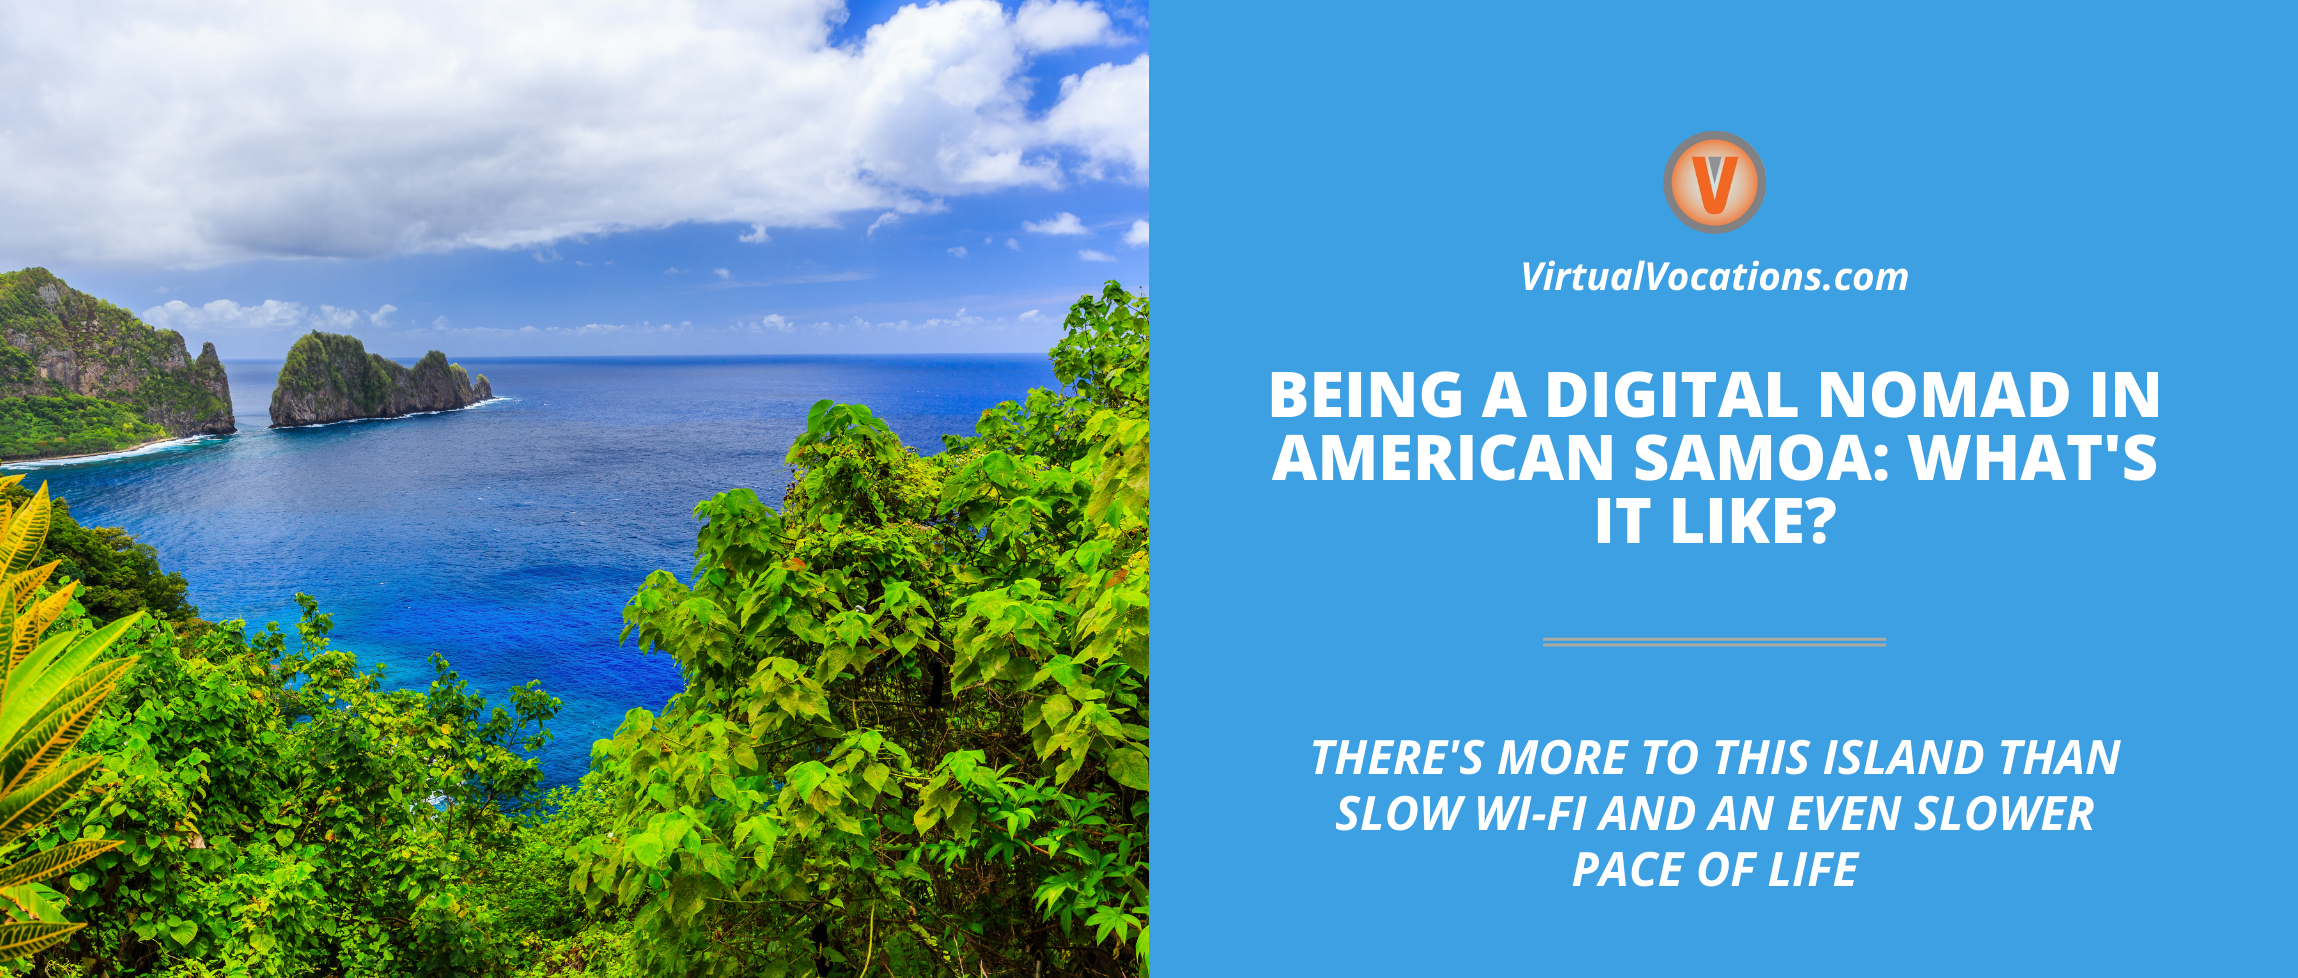 V
VirtualVocations.com
BEING A DIGITAL NOMAD IN
AMERICAN SAMOA: WHAT'S
IT LIKE?
THERE'S MORE TO THIS ISLAND THAN
SLOW WI-FI AND AN EVEN SLOWER
PACE OF LIFE